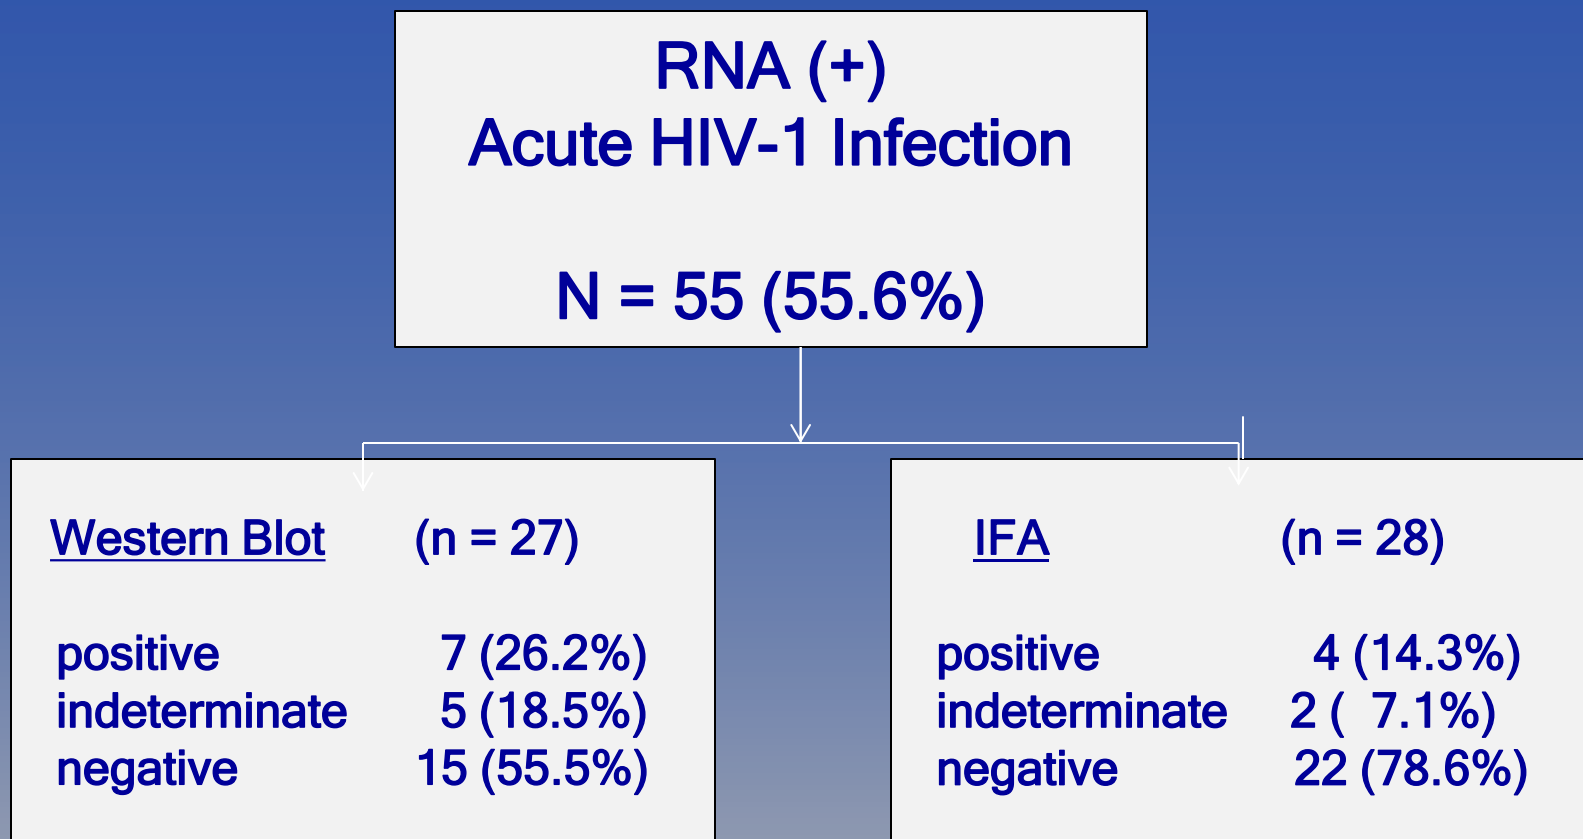 RNA (+)
Acute HIV-1 Infection
N = 55 (55.6%)
Western Blot (n = 27)
positive 7 (26.2%)
indeterminate 5 (18.5%)
negative 15 (55.5%)
IFA (n = 28)
positive 4 (14.3%)
indeterminate 2 ( 7.1%)
negative 22 (78.6%)